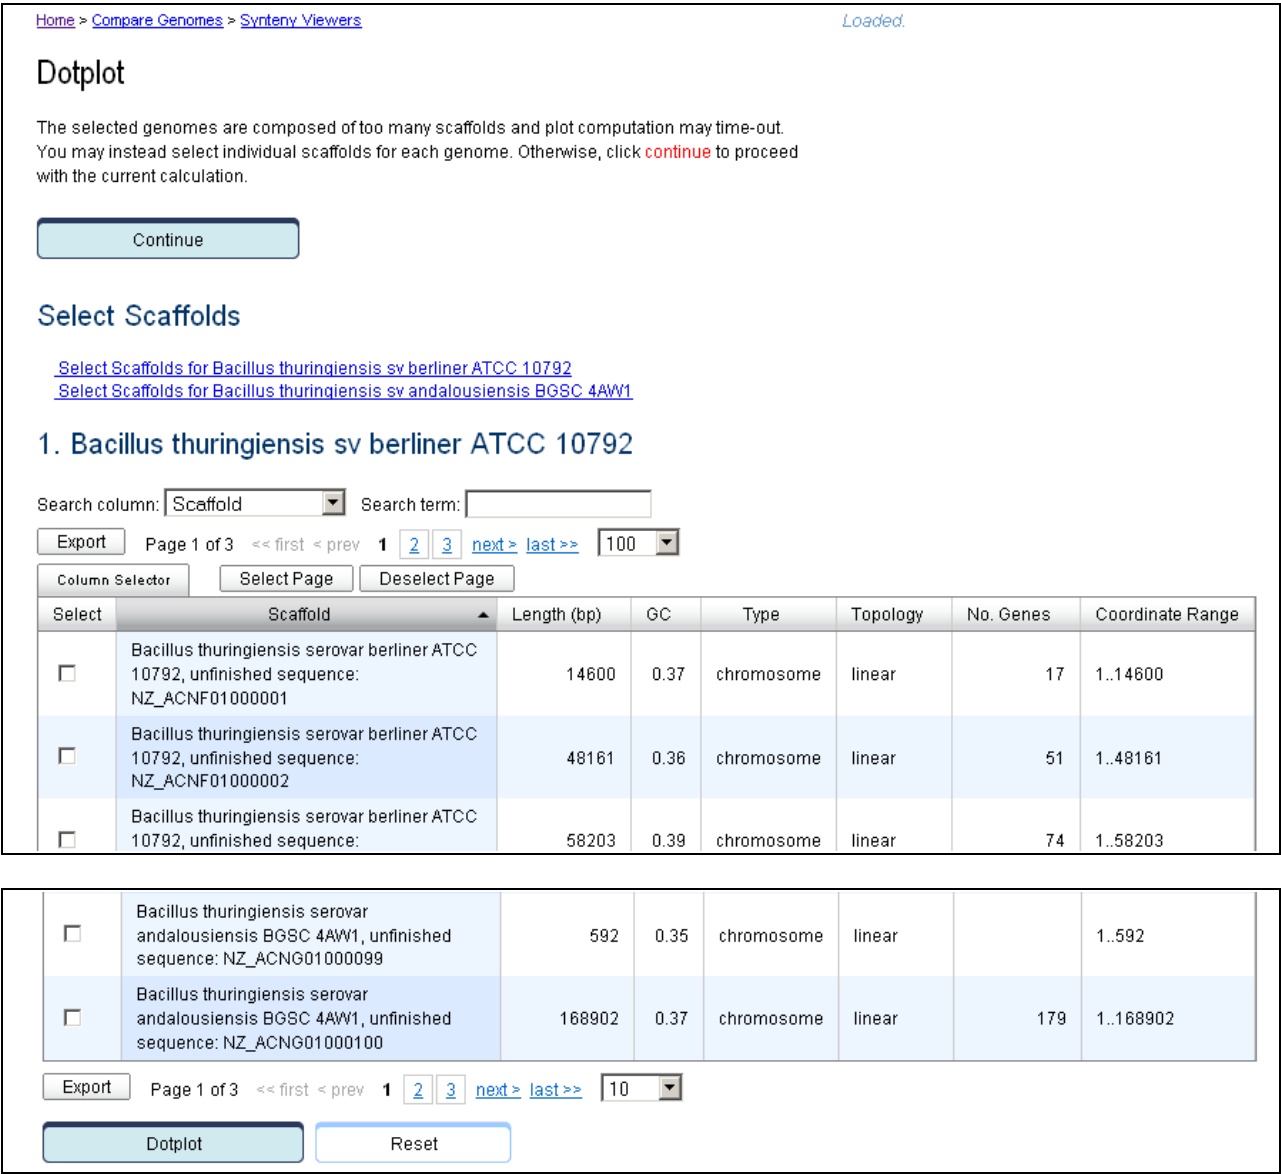 Home > Compare Genomes > Synteny Viewers
Loaded.
Dotplot
The selected genomes are composed of too many scaffolds and plot computation may time-out.
You may instead select individual scaffolds for each genome. Otherwise, click continue to proceed
with the current calculation.
Continue
Select Scaffolds
Select Scaffolds for Bacillus thuringiensis sv berliner ATCC 10792
Select Scaffolds for Bacillus thuringiensis sv andalousiensis BGSC 4AW1
1. Bacillus thuringiensis sv berliner ATCC 10792
Search column: Scaffold Search term:
Export Page 1 of 3 << first < prev 1 2 3 next > last >> 100
Column Selector Select Page Deselect Page
Select Scaffold Length (bp) GC Type Topology No. Genes Coordinate Range
Bacillus thuringiensis serovar berliner ATCC
10792, unfinished sequence: 14600 0.37 chromosome linear 17 1..14600
NZ_ACNF01000001
Bacillus thuringiensis serovar berliner ATCC
10792, unfinished sequence: 48161 0.36 chromosome linear 51 1..48161
NZ_ACNF01000002
Bacillus thuringiensis serovar berliner ATCC
10792, unfinished sequence: 58203 0.39 chromosome linear 74 1..58203
Bacillus thuringiensis serovar
andalousiensis BGSC 4AW1, unfinished 592 0.35 chromosome linear 1..592
sequence: NZ_ACNG01000099
Bacillus thuringiensis serovar
andalousiensis BGSC 4AW1, unfinished 168902 0.37 chromosome linear 179 1..168902
sequence: NZ_ACNG01000100
Export Page 1 of 3 << first < prev 1 2 3 next > last >> 10
Dotplot Reset